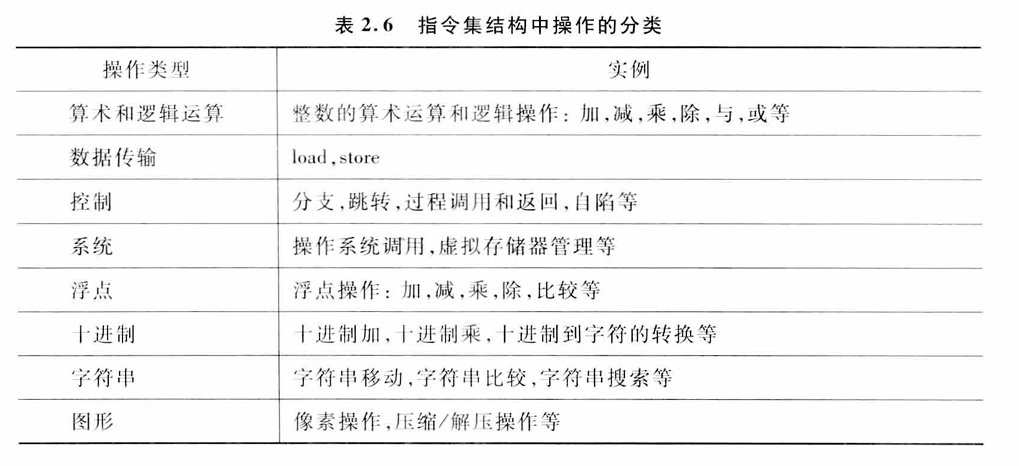 表 2.6 指令集结构中操作的分类
操作类型 实例
算术和逻辑运算 整数的算术运算和逻辑操作：加,减,乘,除,与,或等
数据传输 load,store
控制 分支,跳转,过程调用和返回,自陷等
系统 操作系统调用,虚拟存储器管理等
浮点 浮点操作：加,减,乘,除,比较等
十进制 十进制加,十进制乘,十进制到字符的转换等
字符串 字符串移动,字符串比较,字符串搜索等
图形 像素操作,压缩/解压操作等